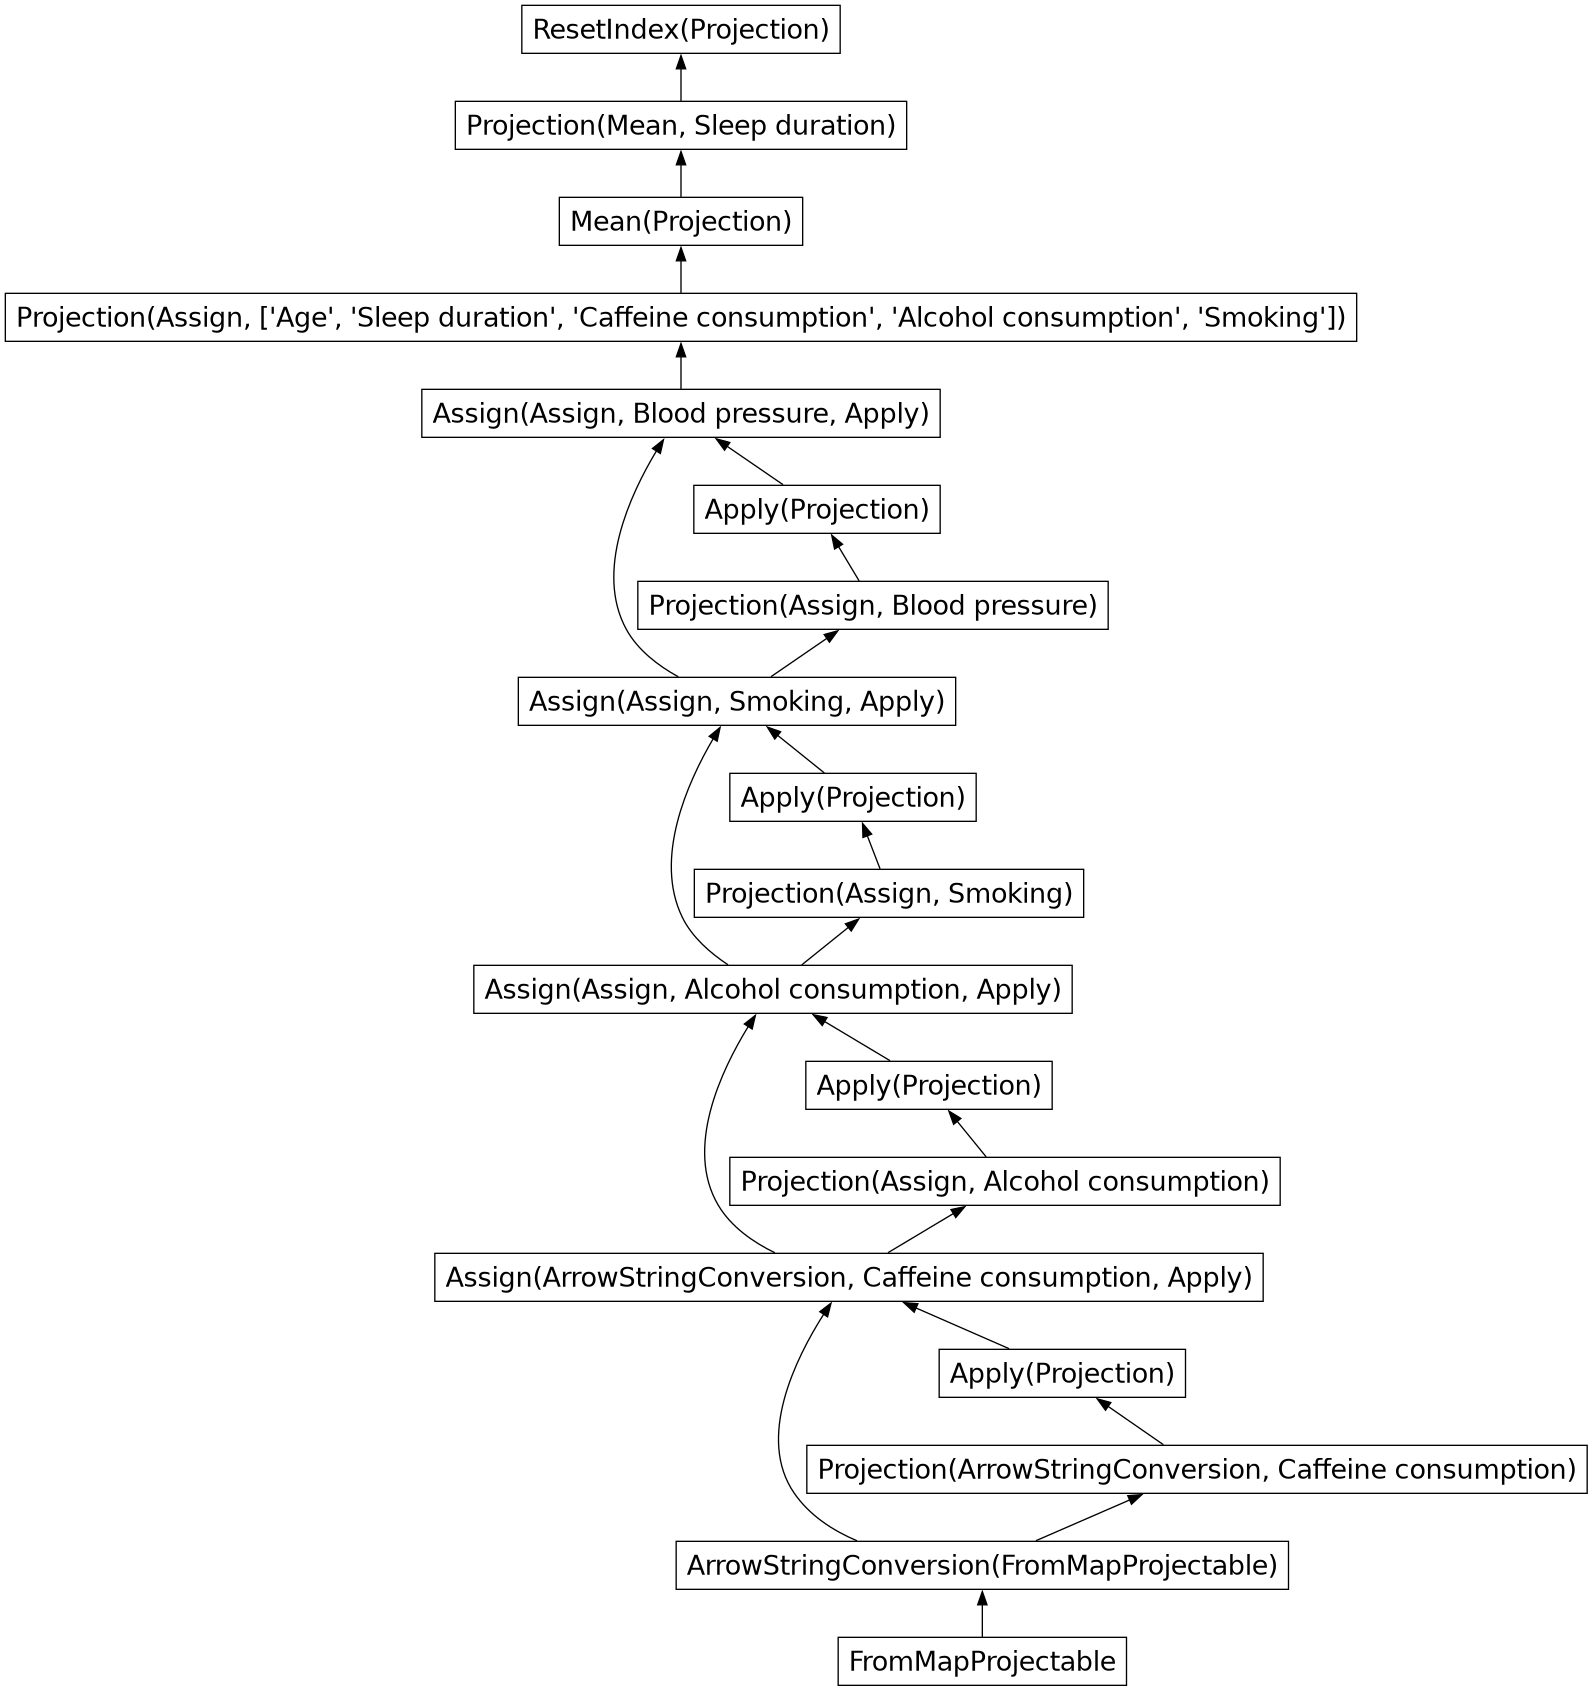 ResetIndex(Projection)
Projection(Mean, Sleep duration)
Mean(Projection)
Projection(Assign, ['Age', 'Sleep duration', 'Caffeine consumption', 'Alcohol consumption', 'Smoking'])
Assign(Assign, Blood pressure, Apply)
Apply(Projection)
Projection(Assign, Blood pressure)
Assign(Assign, Smoking, Apply)
Apply(Projection)
Projection(Assign, Smoking)
Assign(Assign, Alcohol consumption, Apply)
Apply(Projection)
Projection(Assign, Alcohol consumption)
Assign(ArrowStringConversion, Caffeine consumption, Apply)
Apply(Projection)
Projection(ArrowStringConversion, Caffeine consumption)
ArrowStringConversion(FromMapProjectable)
FromMapProjectable